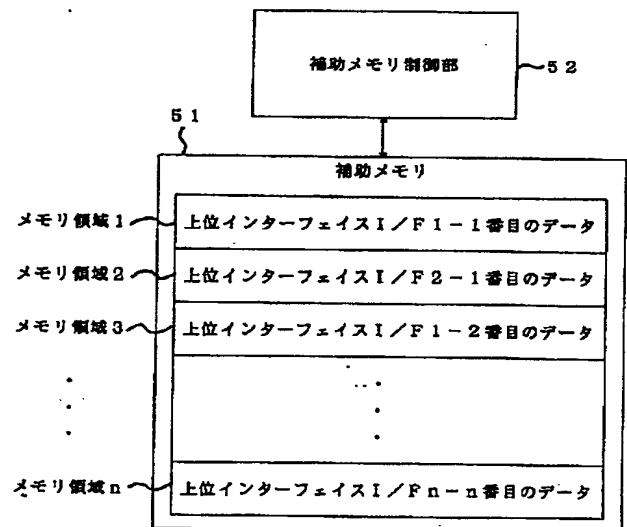 補助メモリ制御部
52
51
補助メモリ
メモリ領域1 上位インターフェイスI/F1-1番目のデータ
メモリ領域2 上位インターフェイスI/F2-1番目のデータ
メモリ領域3 上位インターフェイスI/F1-2番目のデータ
メモリ領域n 上位インターフェイスI/Fn-n番目のデータ